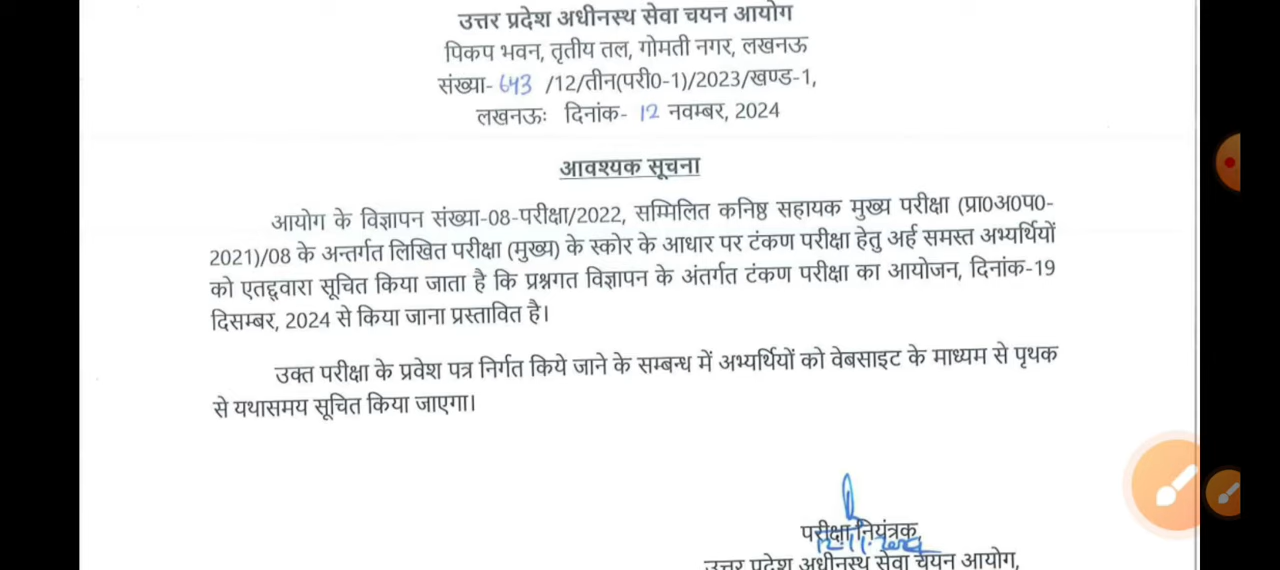 उत्तर प्रदेश अधीनस्थ सेवा चयन आयोग
पिकप भवन, तृतीय तल, गोमती नगर, लखनऊ
संख्या- 643 /12/तीन(परी0-1)/2023/खण्ड-1,
लखनऊः दिनांक- 12 नवम्बर, 2024
आवश्यक सूचना
आयोग के विज्ञापन संख्या-08-परीक्षा/2022, सम्मिलित कनिष्ठ सहायक मुख्य परीक्षा (प्रा0अ0प0-
2021)/08 के अन्तर्गत लिखित परीक्षा (मुख्य) के स्कोर के आधार पर टंकण परीक्षा हेतु अर्ह समस्त अभ्यर्थियों
को एतद्द्वारा सूचित किया जाता है कि प्रश्नगत विज्ञापन के अंतर्गत टंकण परीक्षा का आयोजन, दिनांक-19
दिसम्बर, 2024 से किया जाना प्रस्तावित है।
उक्त परीक्षा के प्रवेश पत्र निर्गत किये जाने के सम्बन्ध में अभ्यर्थियों को वेबसाइट के माध्यम से पृथक
से यथासमय सूचित किया जाएगा।
परीक्षा नियंत्रक
12.11.2024
उत्तर प्रदेश अधीनस्थ सेवा चयन आयोग,